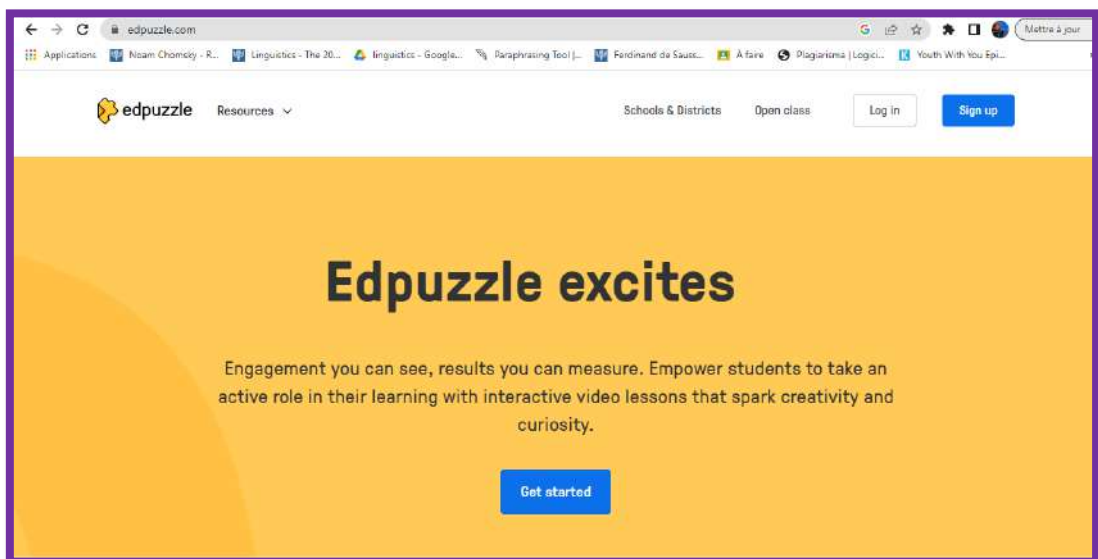 edpuzzle.com
Mettre à jour
Applications Noam Chomsky - R... Linguistics - The 20... linguistics - Google... Paraphrasing Tool |... Ferdinand de Sauss... À faire Plagiarisma | Logici... Youth With You Epi...
edpuzzle Resources Schools & Districts Open class Log in Sign up
Edpuzzle excites
Engagement you can see, results you can measure. Empower students to take an
active role in their learning with interactive video lessons that spark creativity and
curiosity.
Get started